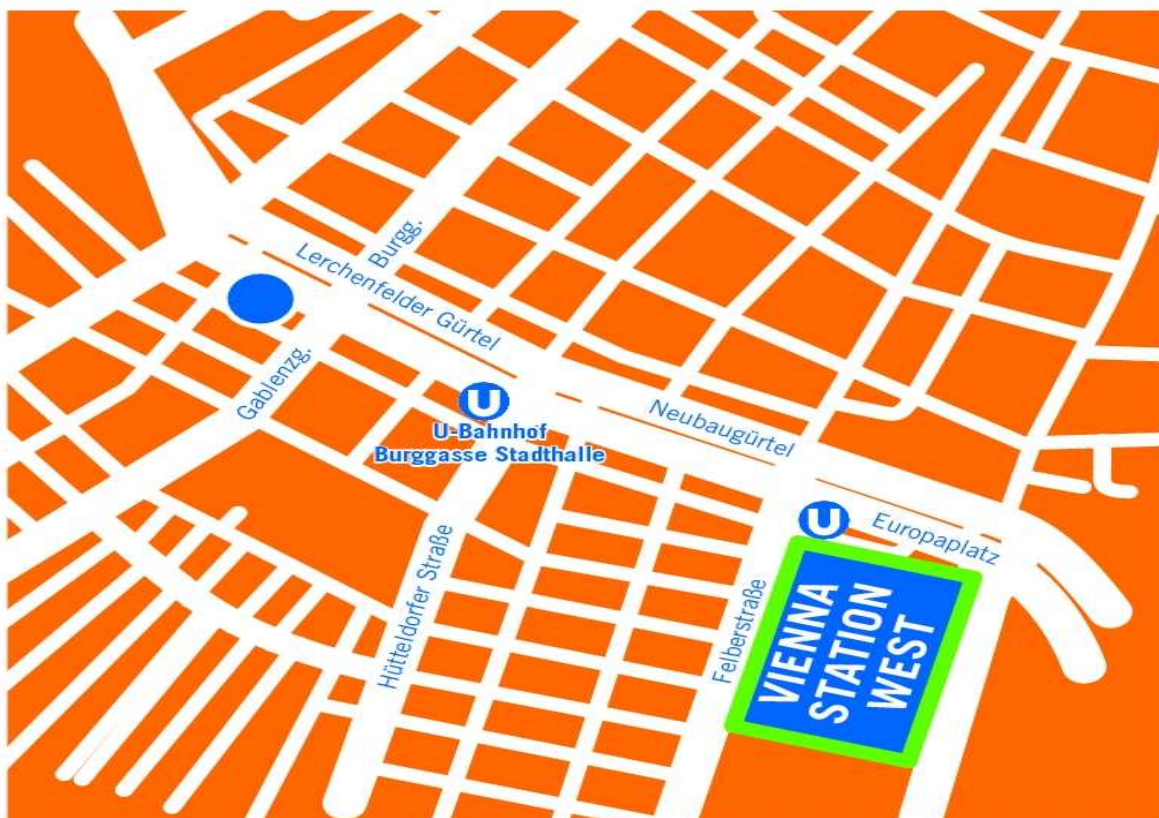 Burgg.
Lerchenfelder Gürtel
Gablenzg.
U
U-Bahnhof
Burggasse Stadthalle
Neubaugürtel
Hütteldorfer Straße
Felberstraße
U
Europaplatz
VIENNA
STATION
WEST